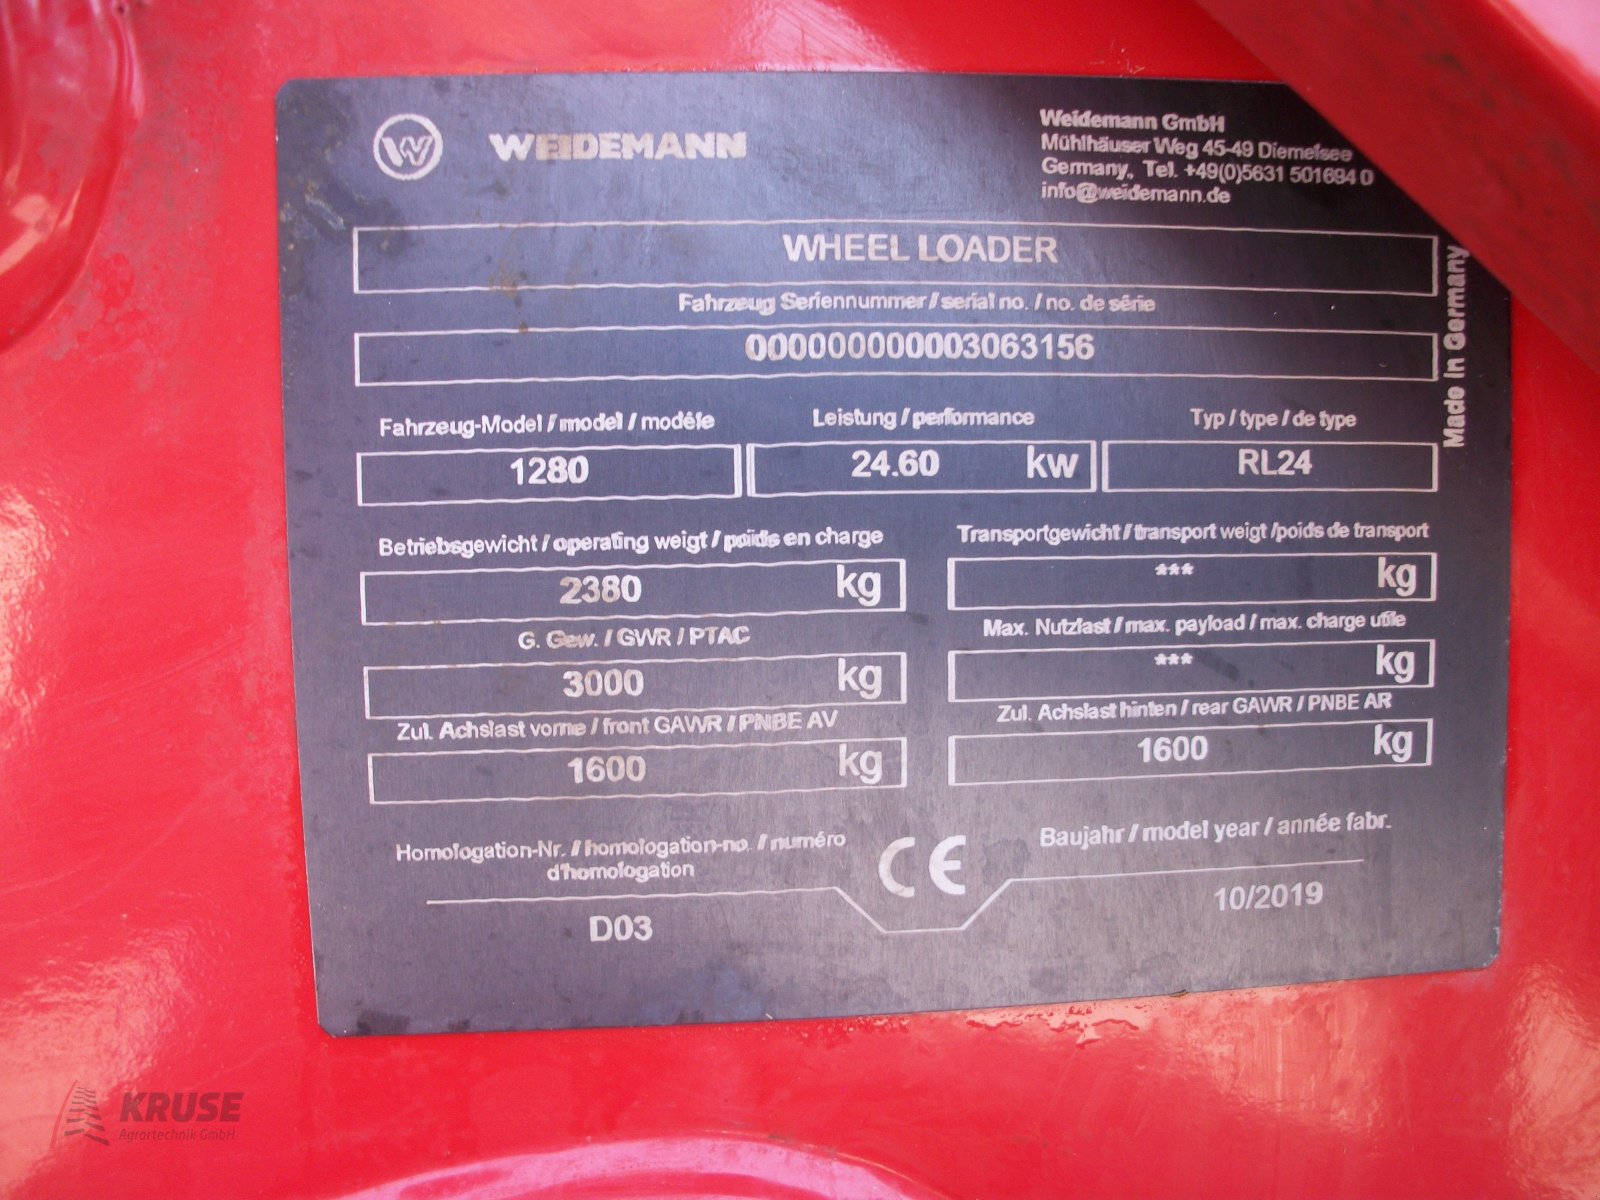 W WEIDEMANN
Weidemann GmbH
Mühlhäuser Weg 45-49 Diemelsee
Germany, Tel. +49(0)5631 501694 0
info@weidemann.de
WHEEL LOADER
Fahrzeug Seriennummer / serial no. / no. de série
000000000003063156
Made in Germany
Fahrzeug-Model / model / modèle
Leistung / performance
Typ / type / de type
1280
24.60 kw
RL24
Betriebsgewicht / operating weigt / poids en charge
Transportgewicht / transport weigt /poids de transport
2380 kg
*** kg
G. Gew. / GWR / PTAC
Max. Nutzlast / max. payload / max. charge utile
3000 kg
*** kg
Zul. Achslast vorne / front GAWR / PNBE AV
Zul. Achslast hinten / rear GAWR / PNBE AR
1600 kg
1600 kg
Homologation-Nr. / homologation-no. / numéro
d'homologation
CE
Baujahr / model year / année fabr.
D03
10/2019
KRUSE
Agrartechnik GmbH